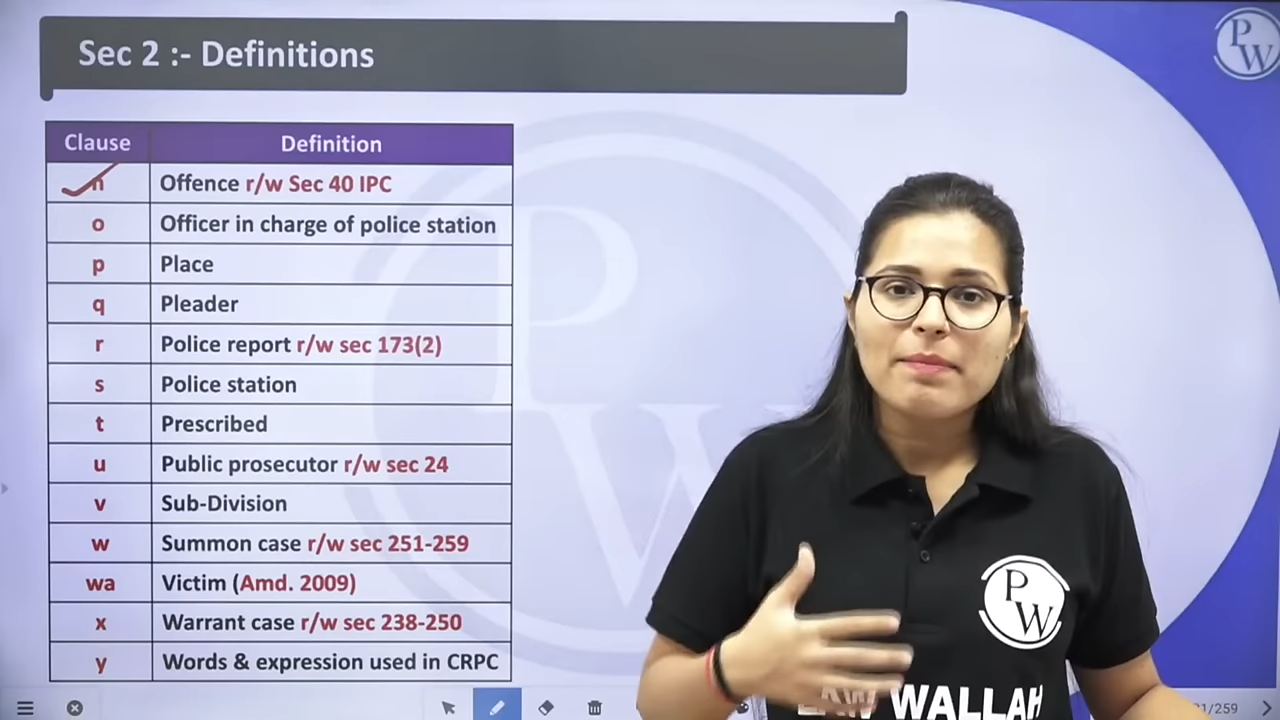 Sec 2 :- Definitions
PW
Clause Definition
n Offence r/w Sec 40 IPC
o Officer in charge of police station
p Place
q Pleader
r Police report r/w sec 173(2)
s Police station
t Prescribed
u Public prosecutor r/w sec 24
v Sub-Division
w Summon case r/w sec 251-259
wa Victim (Amd. 2009)
x Warrant case r/w sec 238-250
y Words & expression used in CRPC
PW
PW
WALLAH
/259